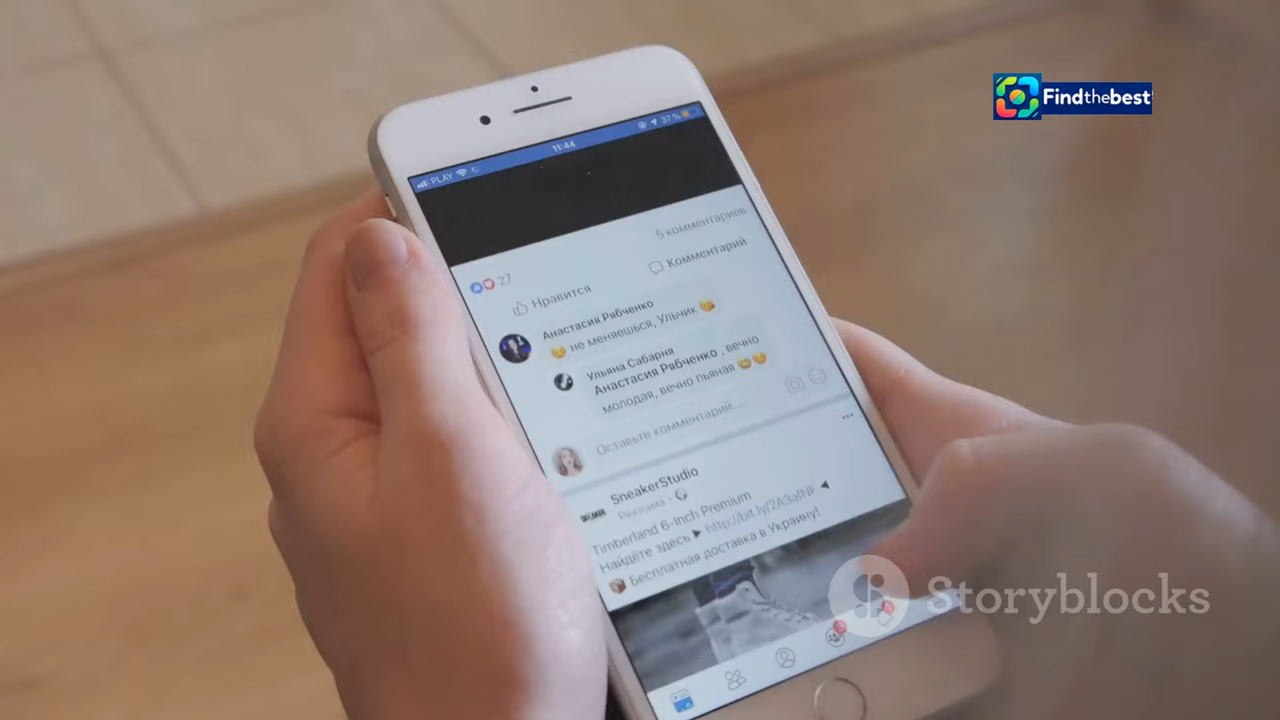 FindtheBest
PLAY
11:44
37 %
5 комментариев
27
Нравится
Комментарий
Анастасия Рябченко
не меняешься, Ульчик
Ульяна Сабарня
Анастасия Рябченко, вечно
молодая, вечно пьяная
Оставьте комментарий...
SneakerStudio
Реклама
Timberland 6-Inch Premium
Найдёте здесь ► http://bit.ly/2A3afNF ◄
Бесплатная доставка в Украину!
Storyblocks